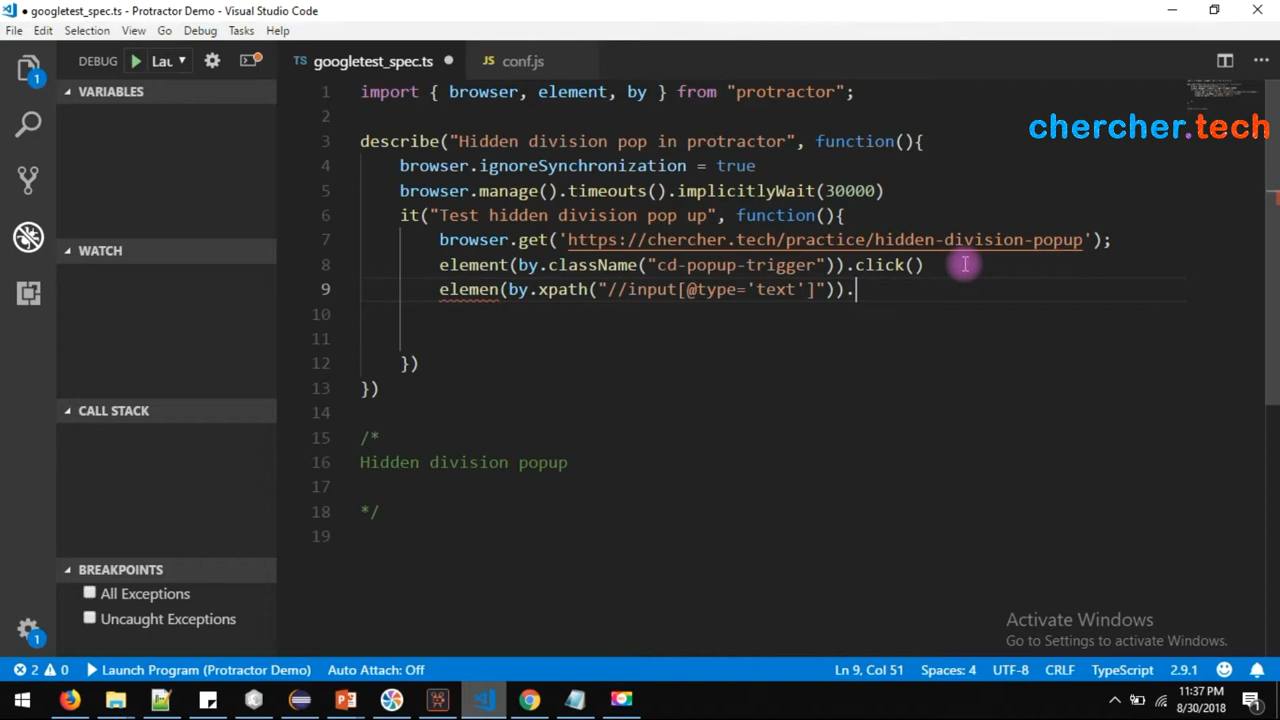 ● googletest_spec.ts - Protractor Demo - Visual Studio Code
File Edit Selection View Go Debug Tasks Help
DEBUG Lau
TS googletest_spec.ts ●
JS conf.js
VARIABLES
WATCH
CALL STACK
BREAKPOINTS
All Exceptions
Uncaught Exceptions
1 import { browser, element, by } from "protractor";
2
3 describe("Hidden division pop in protractor", function(){
4 browser.ignoreSynchronization = true
5 browser.manage().timeouts().implicitlyWait(30000)
6 it("Test hidden division pop up", function(){
7 browser.get('https://chercher.tech/practice/hidden-division-popup');
8 element(by.className("cd-popup-trigger")).click()
9 elemen(by.xpath("//input[@type='text']")).
10
11
12 })
13 })
14
15 /*
16 Hidden division popup
17
18 */
19
chercher.tech
1
1
Activate Windows
Go to Settings to activate Windows.
2 0 Launch Program (Protractor Demo) Auto Attach: Off Ln 9, Col 51 Spaces: 4 UTF-8 CRLF TypeScript 2.9.1
11:37 PM
8/30/2018
1